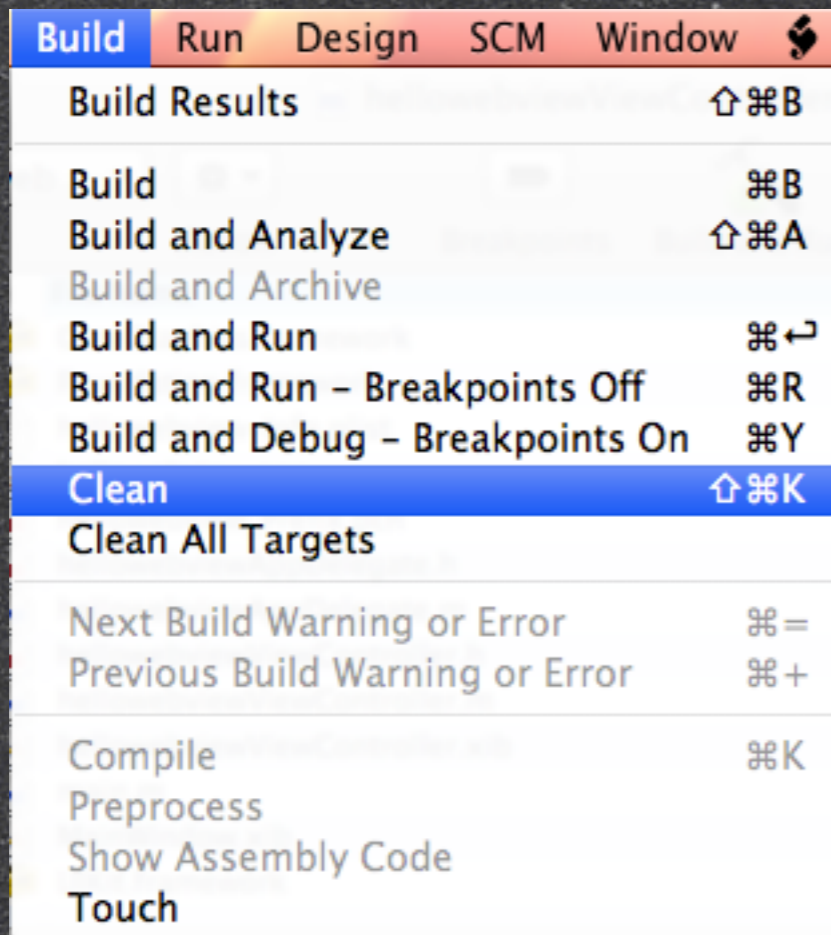 Build Run Design SCM Window
Build Results ⇧⌘B
Build ⌘B
Build and Analyze ⇧⌘A
Build and Archive
Build and Run ⌘↩
Build and Run – Breakpoints Off ⌘R
Build and Debug – Breakpoints On ⌘Y
Clean ⇧⌘K
Clean All Targets
Next Build Warning or Error ⌘=
Previous Build Warning or Error ⌘+
Compile ⌘K
Preprocess
Show Assembly Code
Touch